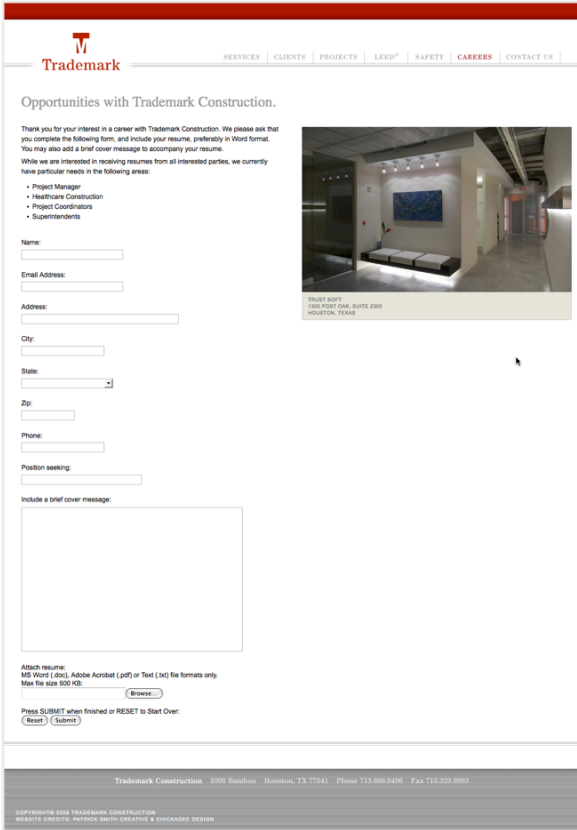 Trademark
SERVICES
CLIENTS
PROJECTS
LEED®
SAFETY
CAREERS
CONTACT US
Opportunities with Trademark Construction.
Thank you for your interest in a career with Trademark Construction. We please ask that
you complete the following form, and include your resume, preferably in Word format.
You may also add a brief cover message to accompany your resume.
While we are interested in receiving resumes from all interested parties, we currently
have particular needs in the following areas:
• Project Manager
• Healthcare Construction
• Project Coordinators
• Superintendents
TRUST SOFT
1300 POST OAK, SUITE 2300
HOUSTON, TEXAS
Name:
Email Address:
Address:
City:
State:
Zip:
Phone:
Position seeking:
Include a brief cover message:
Attach resume:
MS Word (.doc), Adobe Acrobat (.pdf) or Text (.txt) file formats only.
Max file size 500 KB:
Browse...
Press SUBMIT when finished or RESET to Start Over:
Reset Submit
Trademark Construction 9300 Bamboo Houston, TX 77041 Phone 713.688.9496 Fax 713.329.9993
COPYRIGHT© 2008 TRADEMARK CONSTRUCTION
WEBSITE CREDITS: PATRICK SMITH CREATIVE & CHICKADEE DESIGN